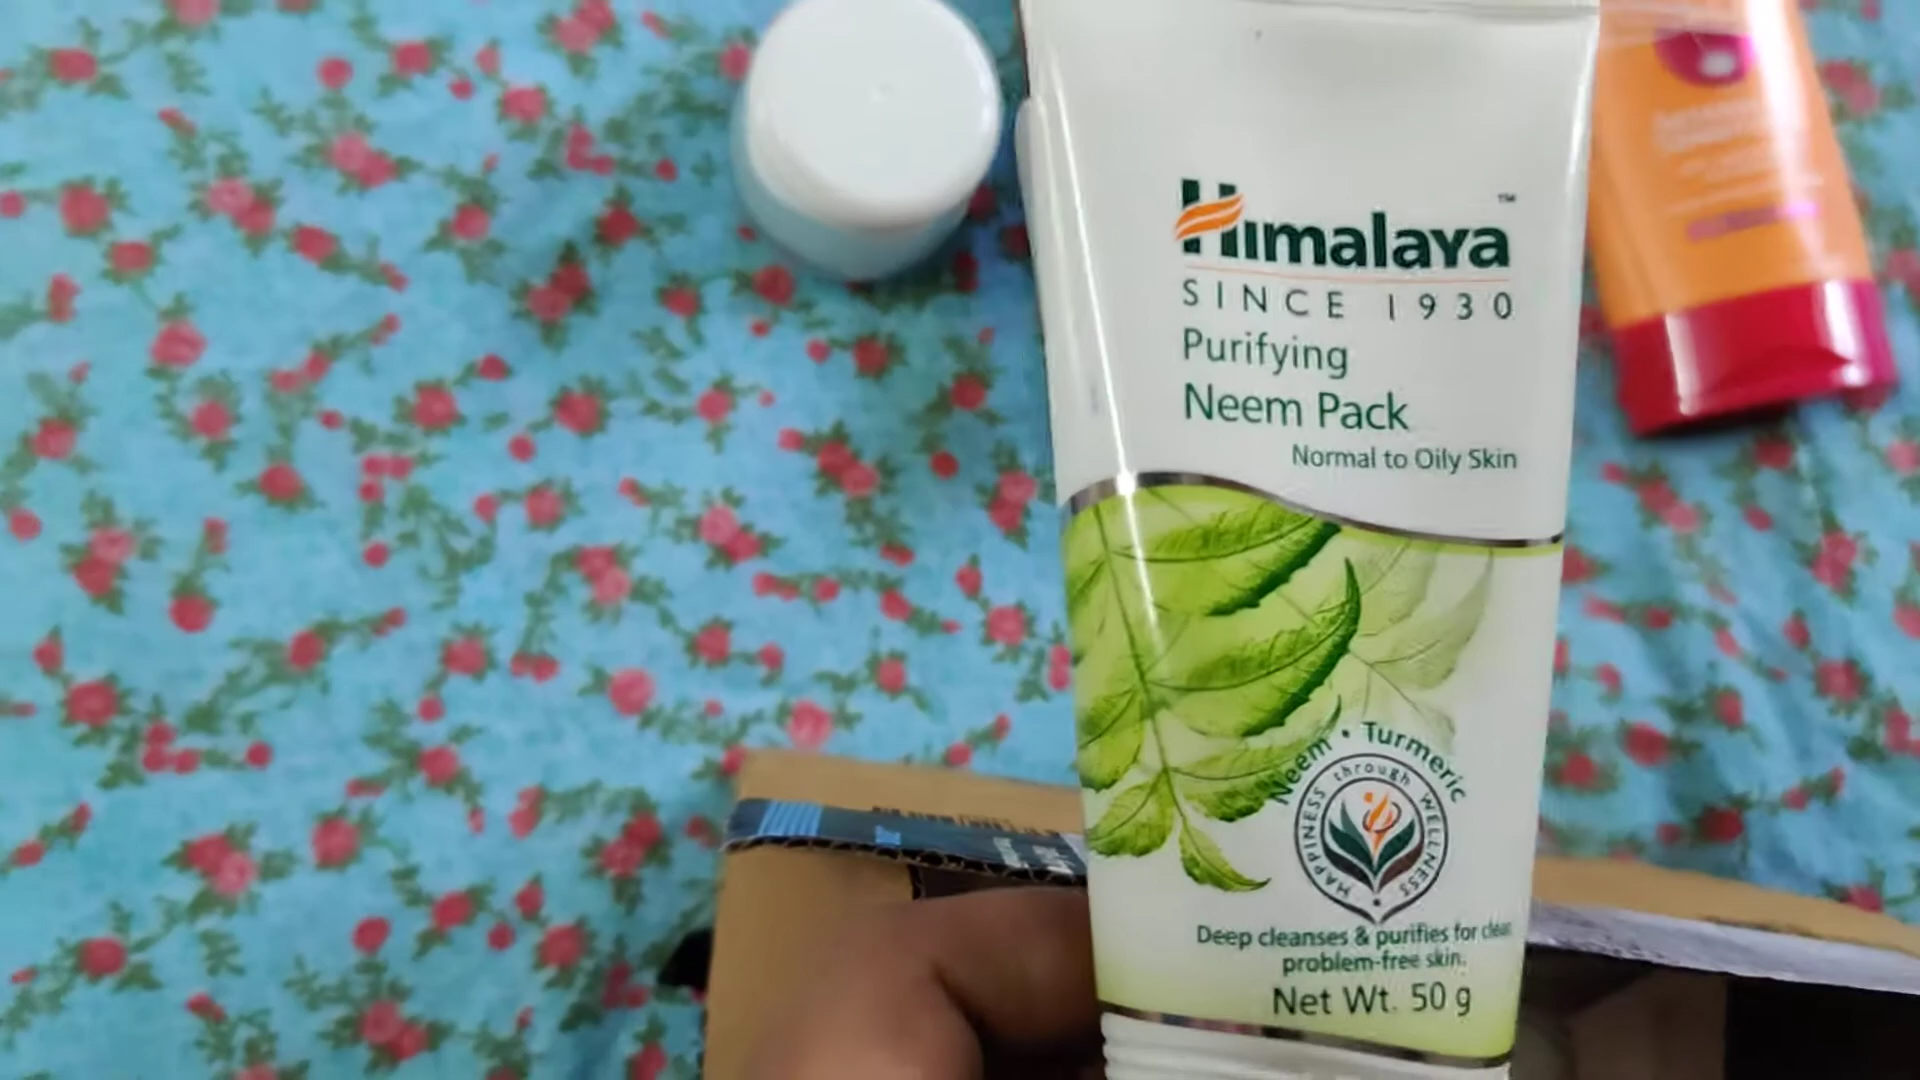 Himalaya™
SINCE 1930
Purifying
Neem Pack
Normal to Oily Skin
Neem • Turmeric
HAPPINESS through WELLNESS
Deep cleanses & purifies for clear
problem-free skin.
Net Wt. 50 g